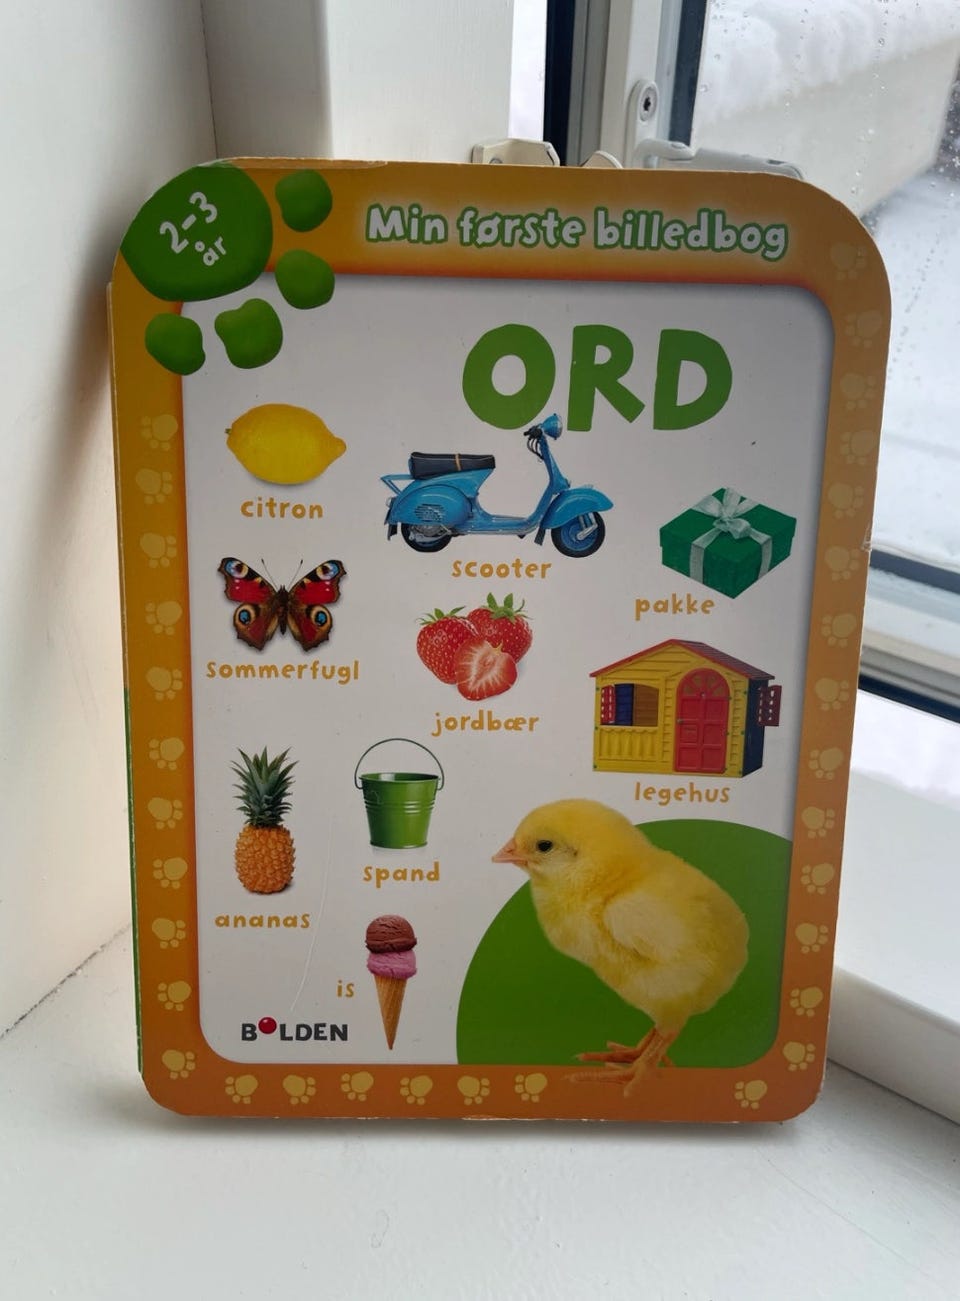 2-3
år
Min første billedbog
ORD
citron
scooter
pakke
sommerfugl
jordbær
legehus
spand
ananas
is
BOLDEN